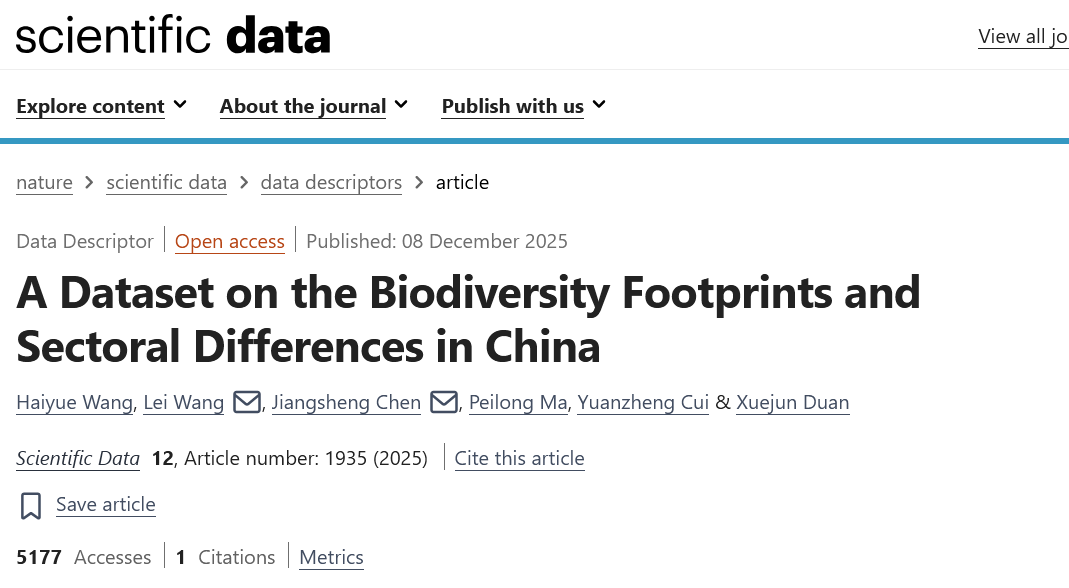 scientific data
View all jo
Explore content About the journal Publish with us
nature > scientific data > data descriptors > article
Data Descriptor | Open access | Published: 08 December 2025
A Dataset on the Biodiversity Footprints and
Sectoral Differences in China
Haiyue Wang, Lei Wang, Jiangsheng Chen, Peilong Ma, Yuanzheng Cui & Xuejun Duan
Scientific Data 12, Article number: 1935 (2025) | Cite this article
Save article
5177 Accesses | 1 Citations | Metrics